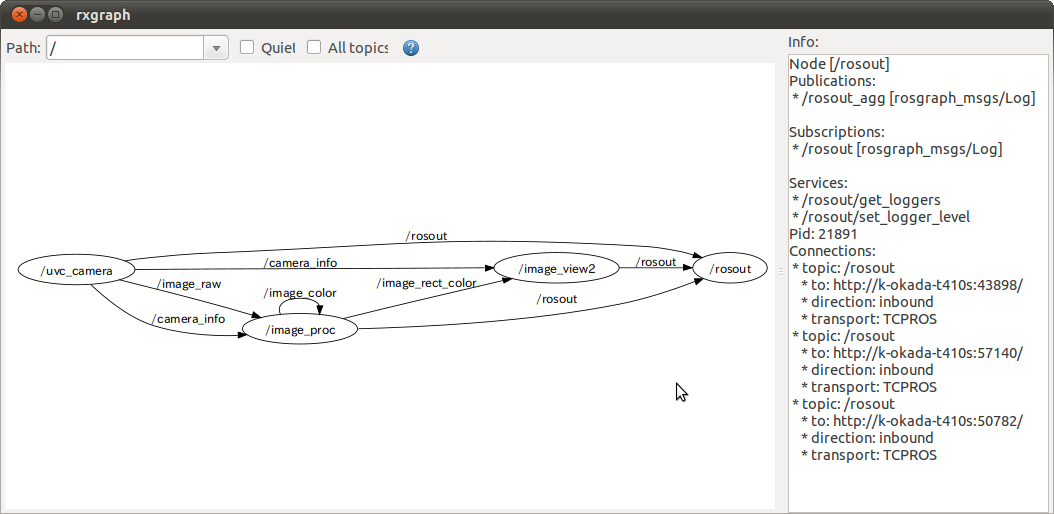 rxgraph
Path: / Quiet All topics ?
Info:
/rosout
/uvc_camera /camera_info /image_view2 /rosout /rosout
/image_raw /image_color /image_rect_color
/camera_info /image_proc /rosout
Node [/rosout]
Publications:
* /rosout_agg [rosgraph_msgs/Log]
Subscriptions:
* /rosout [rosgraph_msgs/Log]
Services:
* /rosout/get_loggers
* /rosout/set_logger_level
Pid: 21891
Connections:
* topic: /rosout
* to: http://k-okada-t410s:43898/
* direction: inbound
* transport: TCPROS
* topic: /rosout
* to: http://k-okada-t410s:57140/
* direction: inbound
* transport: TCPROS
* topic: /rosout
* to: http://k-okada-t410s:50782/
* direction: inbound
* transport: TCPROS